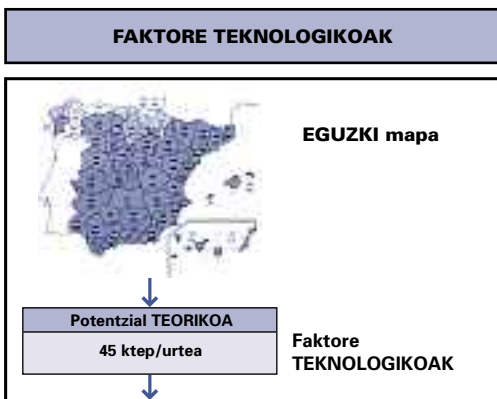 FAKTORE TEKNOLOGIKOAK
EGUZKI mapa
Potentzial TEORIKOA
45 ktep/urtea
Faktore
TEKNOLOGIKOAK